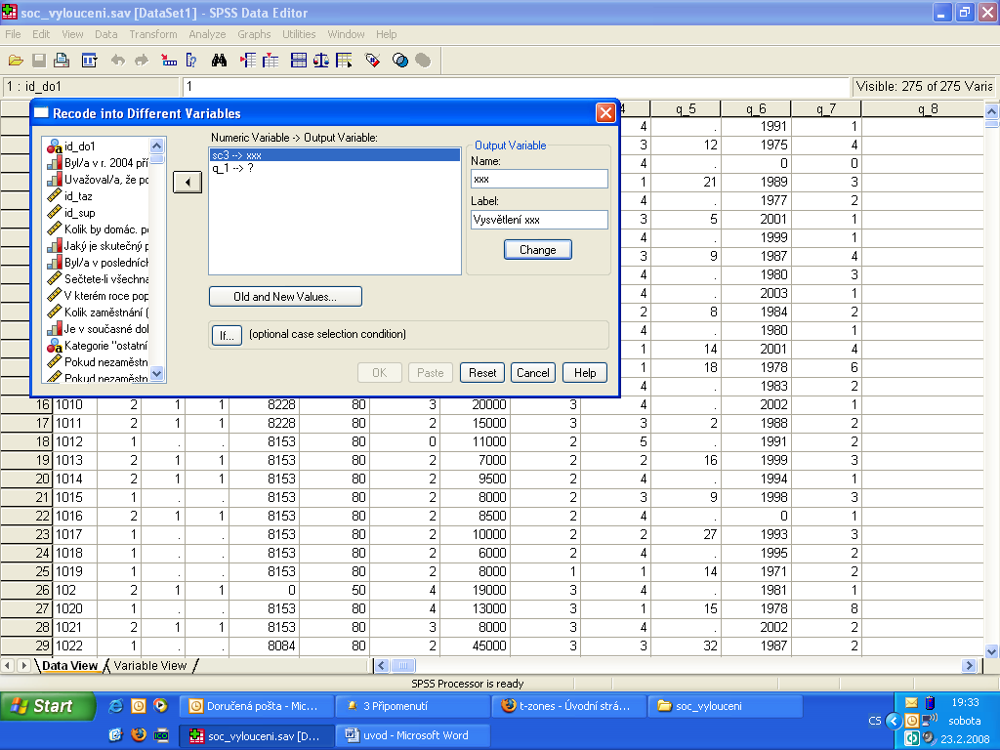 soc_vylouceni.sav [DataSet1] - SPSS Data Editor
File Edit View Data Transform Analyze Graphs Utilities Window Help
1 : id_do1 1 Visible: 275 of 275 Varia
q_5 q_6 q_7 q_8
Recode into Different Variables
id_do1
Byl/a v r. 2004 pří
Uvažoval/a, že po
id_taz
id_sup
Kolik by domác. po
Jaký je skutečný p
Byl/a v posledních
Sečtete-li všechna
V kterém roce pop
Kolik zaměstnání (
Je v současné dol
Kategorie "ostatní
Pokud nezaměstn
Pokud nezaměstn
Numeric Variable -> Output Variable:
sc3 --> xxx
q_1 --> ?
Output Variable
Name:
xxx
Label:
Vysvětlení xxx
Change
Old and New Values...
If... (optional case selection condition)
OK Paste Reset Cancel Help
4 . 1991 1
3 12 1975 4
4 . 0 0
1 21 1989 3
4 . 1977 2
3 5 2001 1
4 . 1999 1
3 9 1987 4
4 . 1980 3
4 . 2003 1
2 8 1984 2
4 . 1980 1
1 14 2001 4
1 18 1978 6
4 . 1983 2
16 1010 2 1 1 8228 80 3 20000 3 4 . 2002 1
17 1011 2 1 1 8228 80 2 15000 3 3 2 1988 2
18 1012 1 . . 8153 80 0 11000 2 5 . 1991 2
19 1013 2 1 1 8153 80 2 7000 2 2 16 1999 3
20 1014 2 1 1 8153 80 2 9500 2 4 . 1994 1
21 1015 1 . . 8153 80 2 8000 2 3 9 1998 3
22 1016 2 1 1 8153 80 2 8500 2 4 . 0 1
23 1017 1 . . 8153 80 2 10000 2 2 27 1993 3
24 1018 1 . . 8153 80 2 6000 2 4 . 1995 2
25 1019 1 . . 8153 80 2 8000 1 1 14 1971 2
26 102 2 1 1 0 50 4 19000 3 4 . 1981 1
27 1020 1 . . 8153 80 4 13000 3 1 15 1978 8
28 1021 2 1 1 8153 80 3 8000 3 4 . 2002 2
29 1022 1 . . 8084 80 2 45000 3 3 32 1987 2
Data View Variable View
SPSS Processor is ready
Start Doručená pošta - Mic... 3 Připomenutí t-zones - Úvodní strá... soc_vylouceni
soc_vylouceni.sav [D... uvod - Microsoft Word
CS
19:33
sobota
23.2.2008